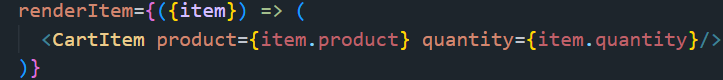 renderItem={({item}) => (
<CartItem product={item.product} quantity={item.quantity}/>
)}